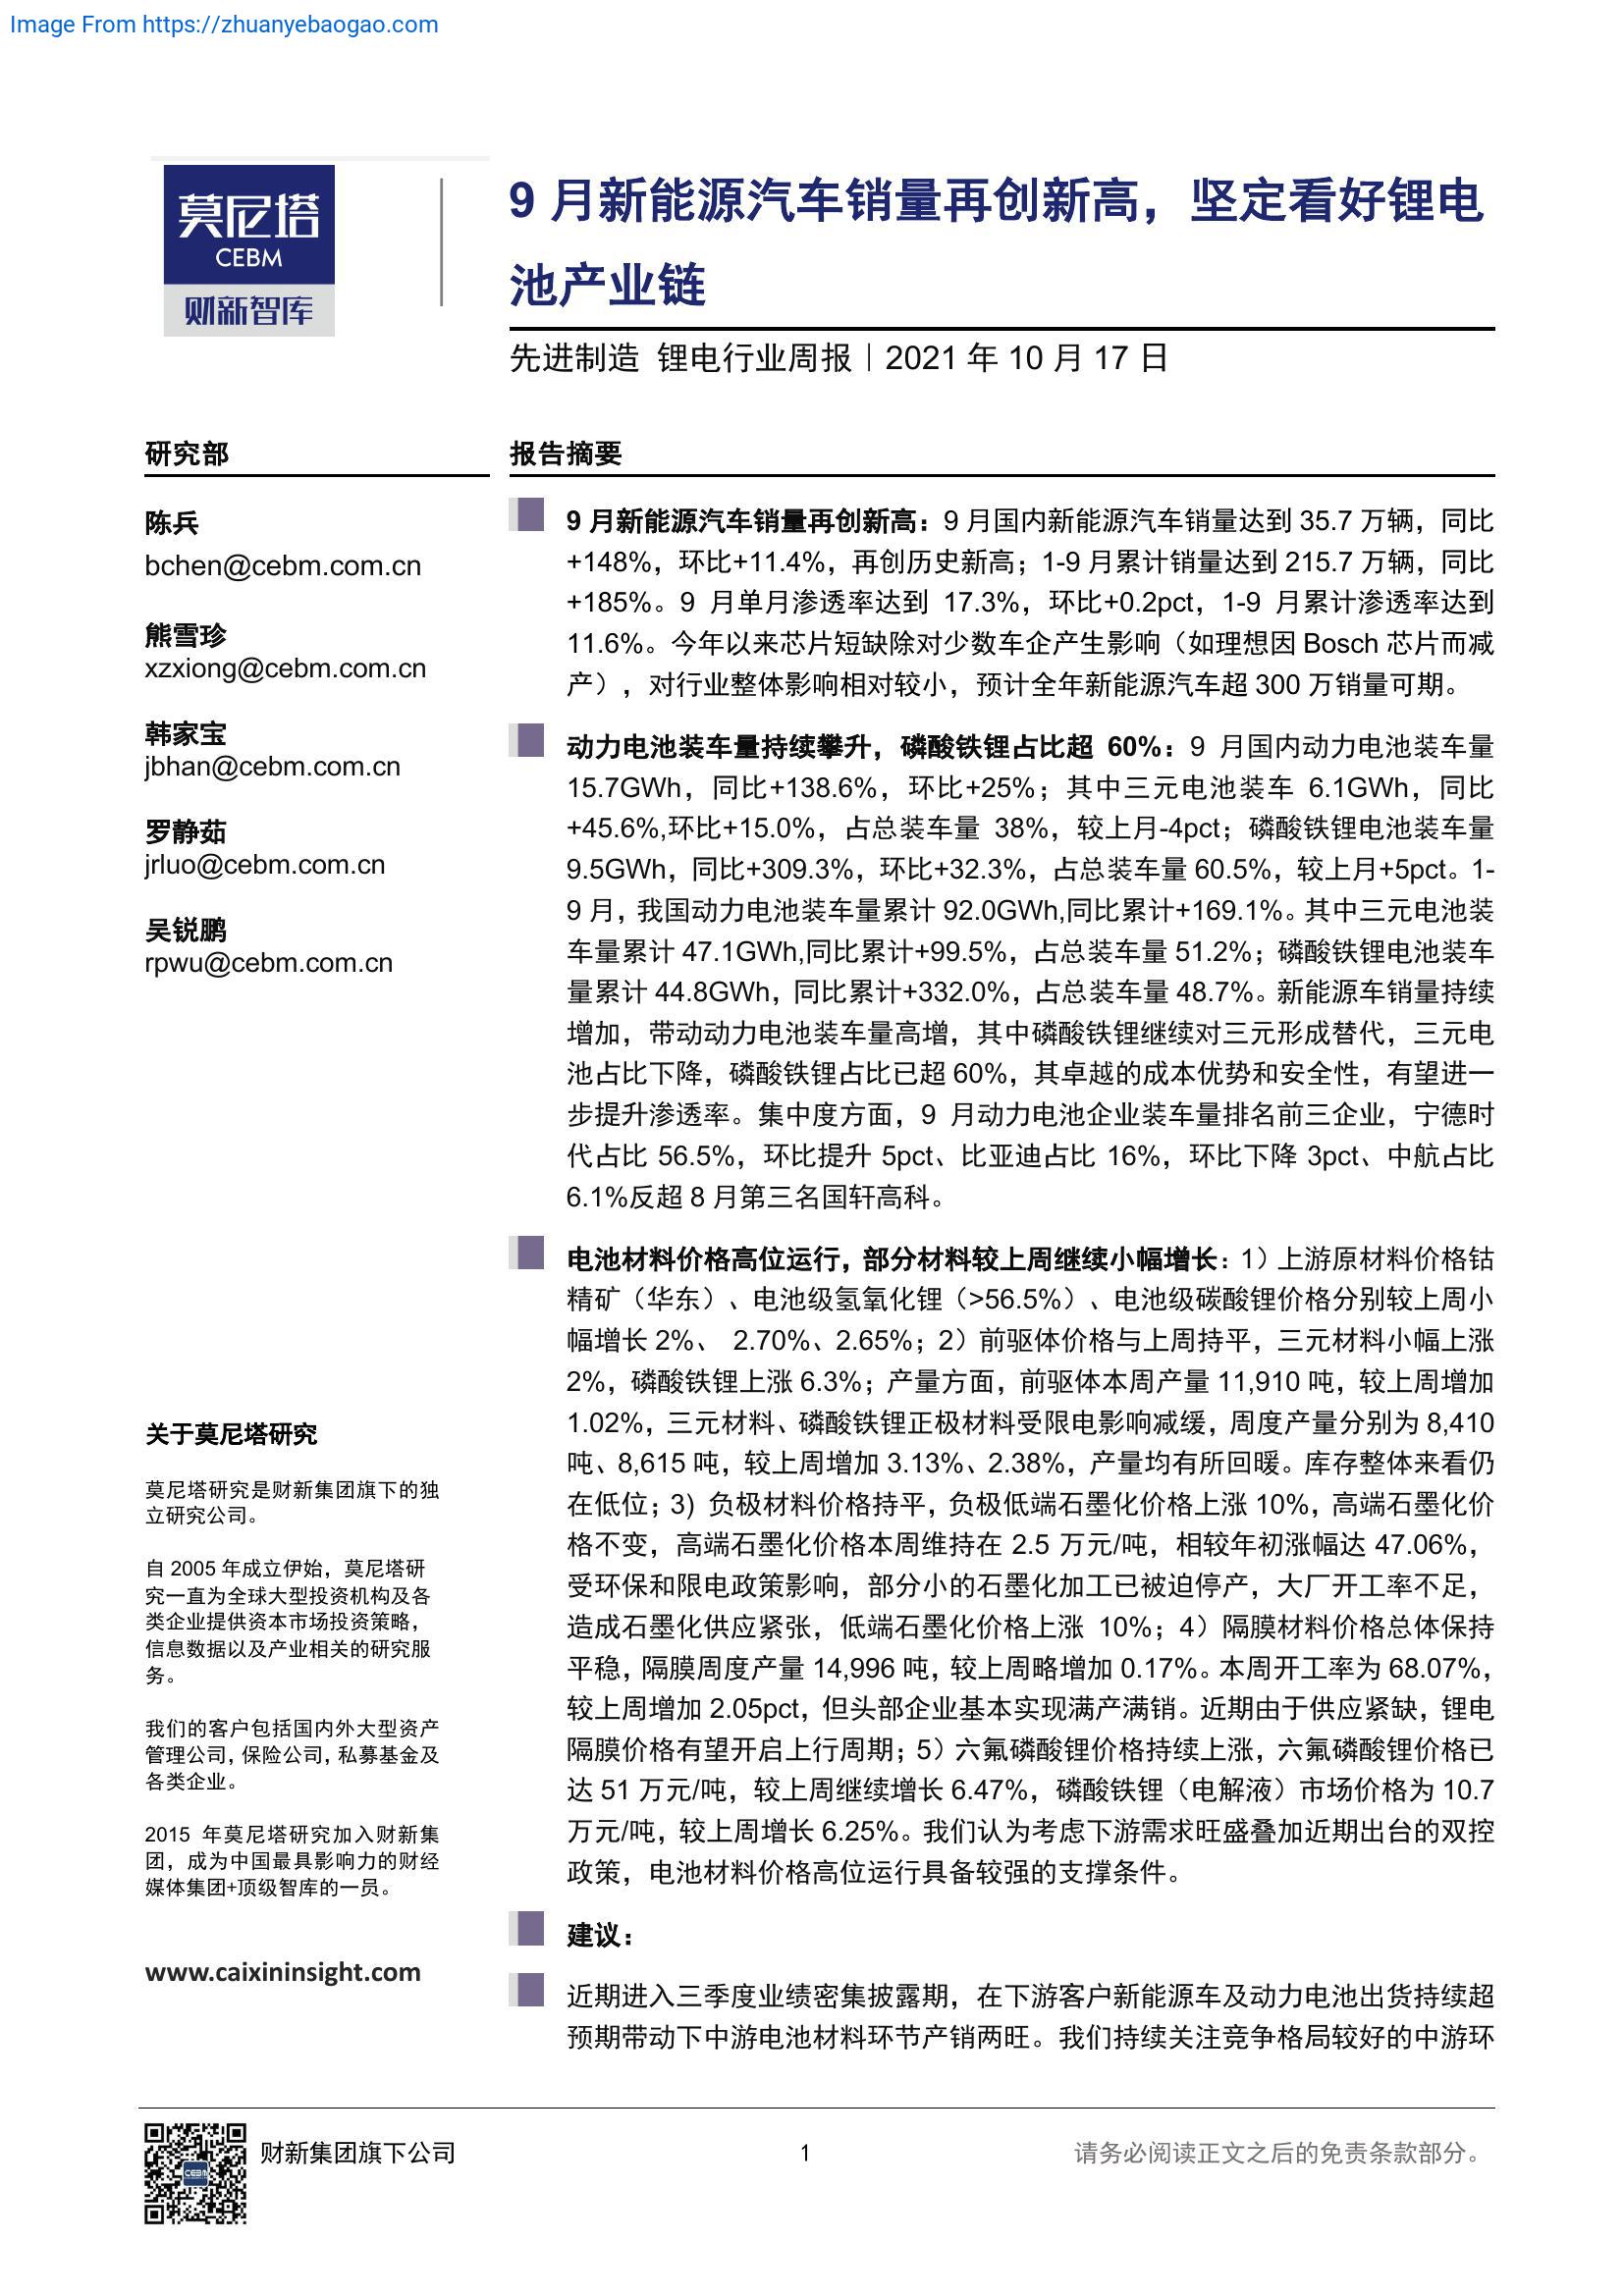 Image From https://zhuanyebaogao.com
莫尼塔
CEBM
财新智库
9 月新能源汽车销量再创新高，坚定看好锂电
池产业链
先进制造 锂电行业周报｜2021 年 10 月 17 日
研究部
陈兵
bchen@cebm.com.cn
熊雪珍
xzxiong@cebm.com.cn
韩家宝
jbhan@cebm.com.cn
罗静茹
jrluo@cebm.com.cn
吴锐鹏
rpwu@cebm.com.cn
关于莫尼塔研究
莫尼塔研究是财新集团旗下的独
立研究公司。
自 2005 年成立伊始，莫尼塔研
究一直为全球大型投资机构及各
类企业提供资本市场投资策略，
信息数据以及产业相关的研究服
务。
我们的客户包括国内外大型资产
管理公司，保险公司，私募基金及
各类企业。
2015 年莫尼塔研究加入财新集
团，成为中国最具影响力的财经
媒体集团+顶级智库的一员。
www.caixininsight.com
报告摘要
9 月新能源汽车销量再创新高：9 月国内新能源汽车销量达到 35.7 万辆，同比
+148%，环比+11.4%，再创历史新高；1-9 月累计销量达到 215.7 万辆，同比
+185%。9 月单月渗透率达到 17.3%，环比+0.2pct，1-9 月累计渗透率达到
11.6%。今年以来芯片短缺除对少数车企产生影响（如理想因 Bosch 芯片而减
产），对行业整体影响相对较小，预计全年新能源汽车超 300 万销量可期。
动力电池装车量持续攀升，磷酸铁锂占比超 60%：9 月国内动力电池装车量
15.7GWh，同比+138.6%，环比+25%；其中三元电池装车 6.1GWh，同比
+45.6%,环比+15.0%，占总装车量 38%，较上月-4pct；磷酸铁锂电池装车量
9.5GWh，同比+309.3%，环比+32.3%，占总装车量 60.5%，较上月+5pct。1-
9 月，我国动力电池装车量累计 92.0GWh,同比累计+169.1%。其中三元电池装
车量累计 47.1GWh,同比累计+99.5%，占总装车量 51.2%；磷酸铁锂电池装车
量累计 44.8GWh，同比累计+332.0%，占总装车量 48.7%。新能源车销量持续
增加，带动动力电池装车量高增，其中磷酸铁锂继续对三元形成替代，三元电
池占比下降，磷酸铁锂占比已超 60%，其卓越的成本优势和安全性，有望进一
步提升渗透率。集中度方面，9 月动力电池企业装车量排名前三企业，宁德时
代占比 56.5%，环比提升 5pct、比亚迪占比 16%，环比下降 3pct、中航占比
6.1%反超 8 月第三名国轩高科。
电池材料价格高位运行，部分材料较上周继续小幅增长：1）上游原材料价格钴
精矿（华东）、电池级氢氧化锂（>56.5%）、电池级碳酸锂价格分别较上周小
幅增长 2%、 2.70%、2.65%；2）前驱体价格与上周持平，三元材料小幅上涨
2%，磷酸铁锂上涨 6.3%；产量方面，前驱体本周产量 11,910 吨，较上周增加
1.02%，三元材料、磷酸铁锂正极材料受限电影响减缓，周度产量分别为 8,410
吨、8,615 吨，较上周增加 3.13%、2.38%，产量均有所回暖。库存整体来看仍
在低位；3) 负极材料价格持平，负极低端石墨化价格上涨 10%，高端石墨化价
格不变，高端石墨化价格本周维持在 2.5 万元/吨，相较年初涨幅达 47.06%，
受环保和限电政策影响，部分小的石墨化加工已被迫停产，大厂开工率不足，
造成石墨化供应紧张，低端石墨化价格上涨 10%；4）隔膜材料价格总体保持
平稳，隔膜周度产量 14,996 吨，较上周略增加 0.17%。本周开工率为 68.07%，
较上周增加 2.05pct，但头部企业基本实现满产满销。近期由于供应紧缺，锂电
隔膜价格有望开启上行周期；5）六氟磷酸锂价格持续上涨，六氟磷酸锂价格已
达 51 万元/吨，较上周继续增长 6.47%，磷酸铁锂（电解液）市场价格为 10.7
万元/吨，较上周增长 6.25%。我们认为考虑下游需求旺盛叠加近期出台的双控
政策，电池材料价格高位运行具备较强的支撑条件。
建议：
近期进入三季度业绩密集披露期，在下游客户新能源车及动力电池出货持续超
预期带动下中游电池材料环节产销两旺。我们持续关注竞争格局较好的中游环
CEBM
财新集团旗下公司
1
请务必阅读正文之后的免责条款部分。